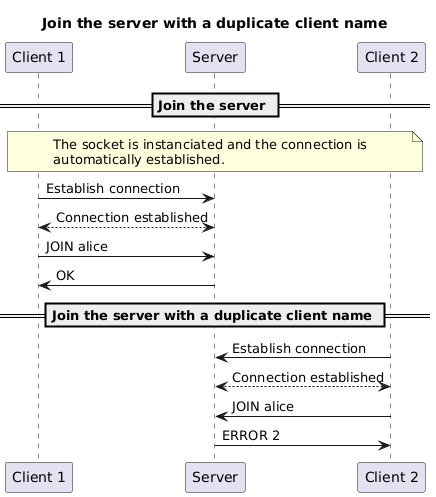 Join the server with a duplicate client name
Client 1 Server Client 2
Join the server
The socket is instanciated and the connection is
automatically established.
Establish connection
Connection established
JOIN alice
OK
Join the server with a duplicate client name
Establish connection
Connection established
JOIN alice
ERROR 2
Client 1 Server Client 2